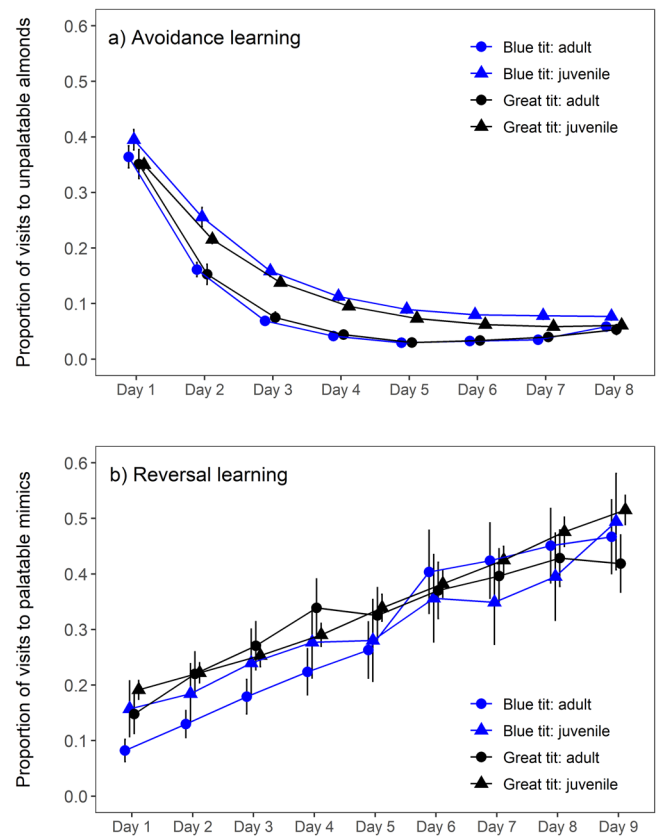 a) Avoidance learning
Proportion of visits to unpalatable almonds
0.6
0.5
0.4
0.3
0.2
0.1
0.0
Blue tit: adult
Blue tit: juvenile
Great tit: adult
Great tit: juvenile
Day 1 Day 2 Day 3 Day 4 Day 5 Day 6 Day 7 Day 8
b) Reversal learning
Proportion of visits to palatable mimics
0.6
0.5
0.4
0.3
0.2
0.1
0.0
Blue tit: adult
Blue tit: juvenile
Great tit: adult
Great tit: juvenile
Day 1 Day 2 Day 3 Day 4 Day 5 Day 6 Day 7 Day 8 Day 9